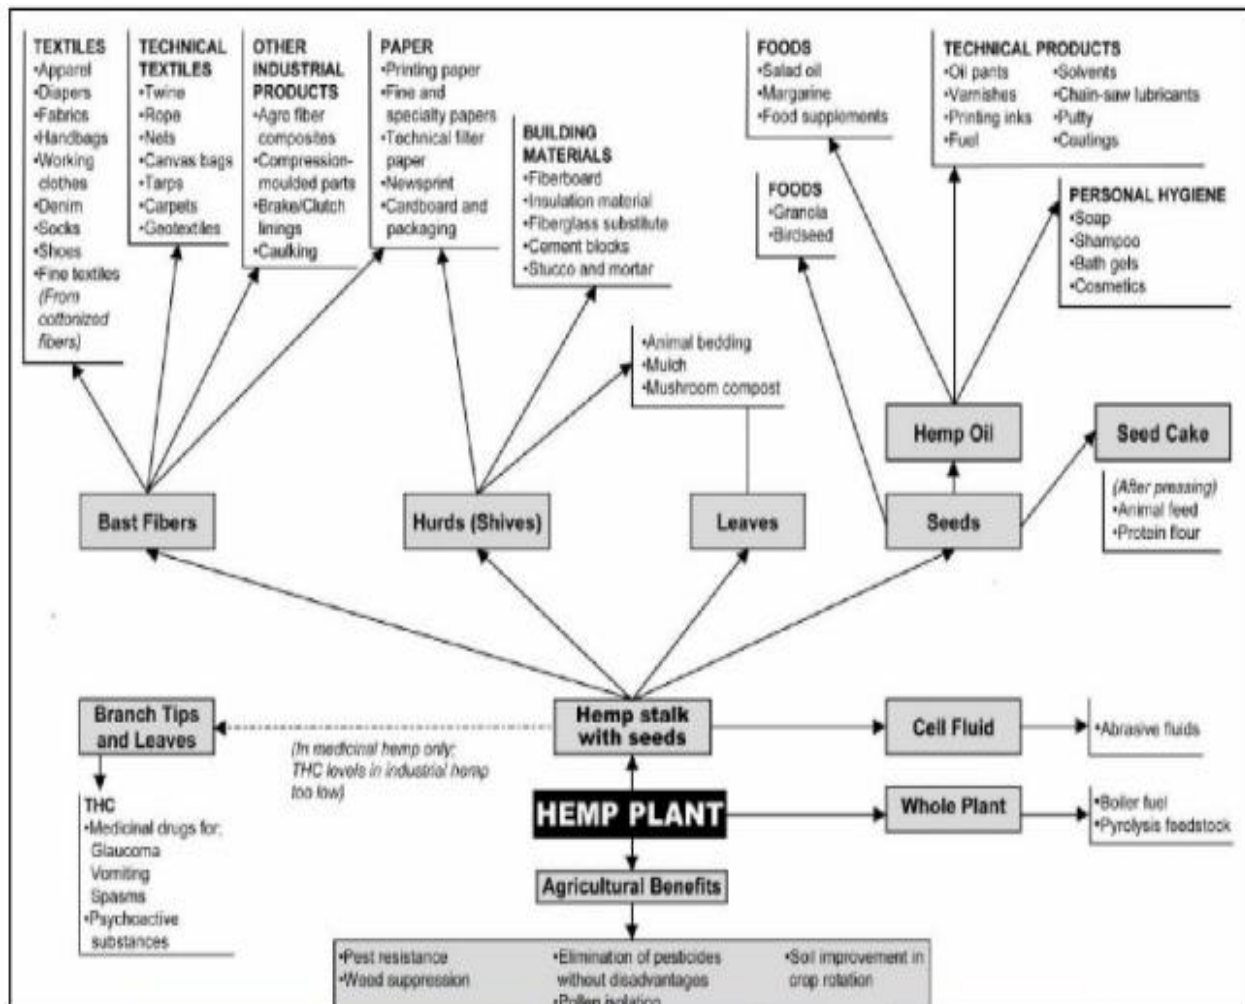 TEXTILES
•Apparel
•Diapers
•Fabrics
•Handbags
•Working
clothes
•Denim
•Socks
•Shoes
•Fine textiles
(From
cottonized
fibers)
TECHNICAL
TEXTILES
•Twine
•Rope
•Nets
•Canvas bags
•Tarps
•Carpets
•Geotextiles
OTHER
INDUSTRIAL
PRODUCTS
•Agro fiber
composites
•Compression-
moulded parts
•Brake/Clutch
linings
•Caulking
PAPER
•Printing paper
•Fine and
specialty papers
•Technical filter
paper
•Newsprint
•Cardboard and
packaging
BUILDING
MATERIALS
•Fiberboard
•Insulation material
•Fiberglass substitute
•Cement blocks
•Stucco and mortar
•Animal bedding
•Mulch
•Mushroom compost
FOODS
•Salad oil
•Margarine
•Food supplements
FOODS
•Granola
•Birdseed
TECHNICAL PRODUCTS
•Oil pants
•Varnishes
•Printing inks
•Fuel
•Solvents
•Chain-saw lubricants
•Putty
•Coatings
PERSONAL HYGIENE
•Soap
•Shampoo
•Bath gels
•Cosmetics
Hemp Oil
Seed Cake
(After pressing)
•Animal feed
•Protein flour
Bast Fibers
Hurds (Shives)
Leaves
Seeds
Branch Tips
and Leaves
(In medicinal hemp only;
THC levels in industrial hemp
too low)
Hemp stalk
with seeds
Cell Fluid
•Abrasive fluids
THC
•Medicinal drugs for:
Glaucoma
Vomiting
Spasms
•Psychoactive
substances
HEMP PLANT
Whole Plant
•Boiler fuel
•Pyrolysis feedstock
Agricultural Benefits
•Pest resistance
•Weed suppression
•Elimination of pesticides
without disadvantages
•Pollen isolation
•Soil improvement in
crop rotation